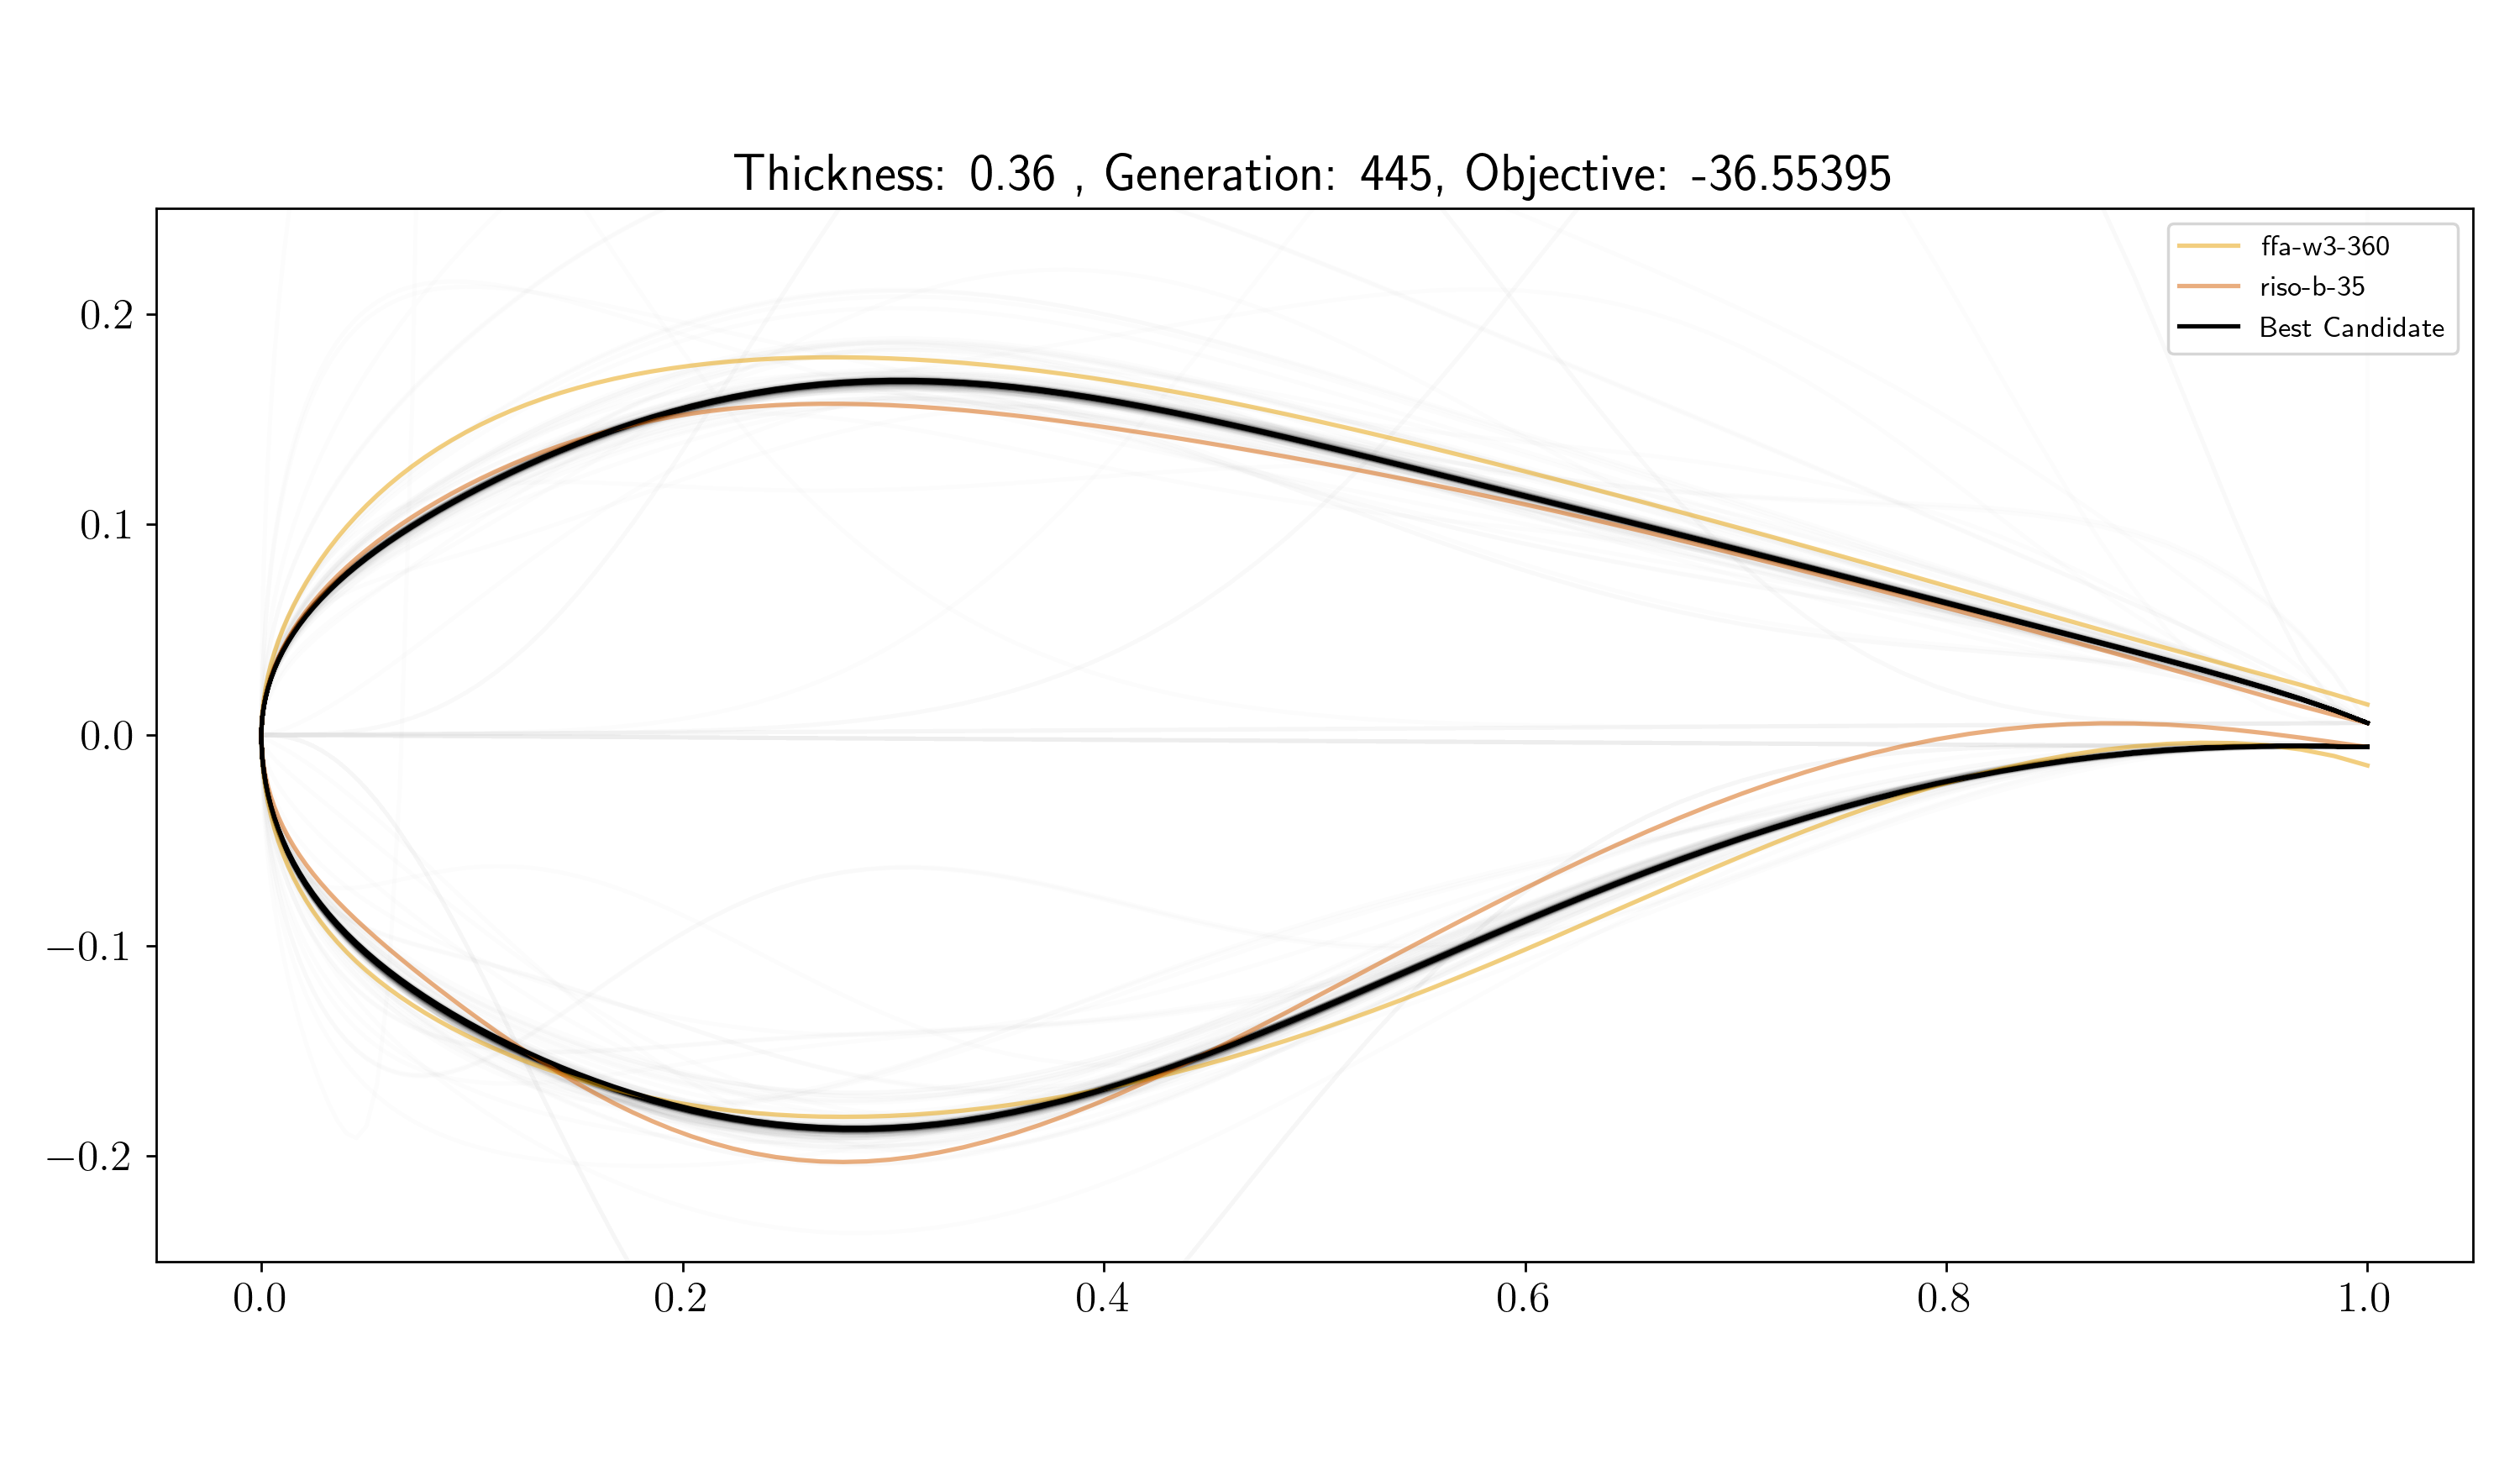 Thickness: 0.36 , Generation: 445, Objective: -36.55395
ffa-w3-360
riso-b-35
Best Candidate
0.2
0.1
0.0
−0.1
−0.2
0.0 0.2 0.4 0.6 0.8 1.0